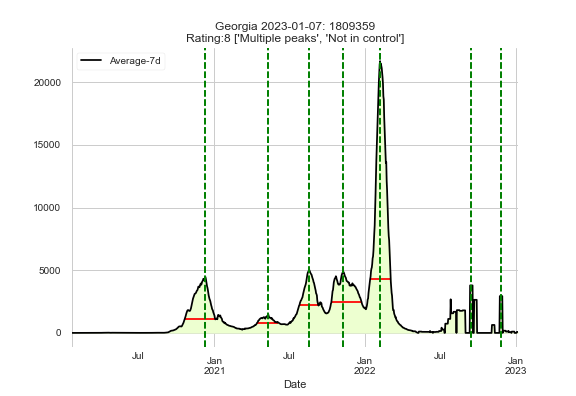 Georgia 2023-01-07: 1809359
Rating:8 ['Multiple peaks', 'Not in control']
Average-7d
20000
15000
10000
5000
0
Jul
Jan
2021
Jul
Jan
2022
Jul
Jan
2023
Date